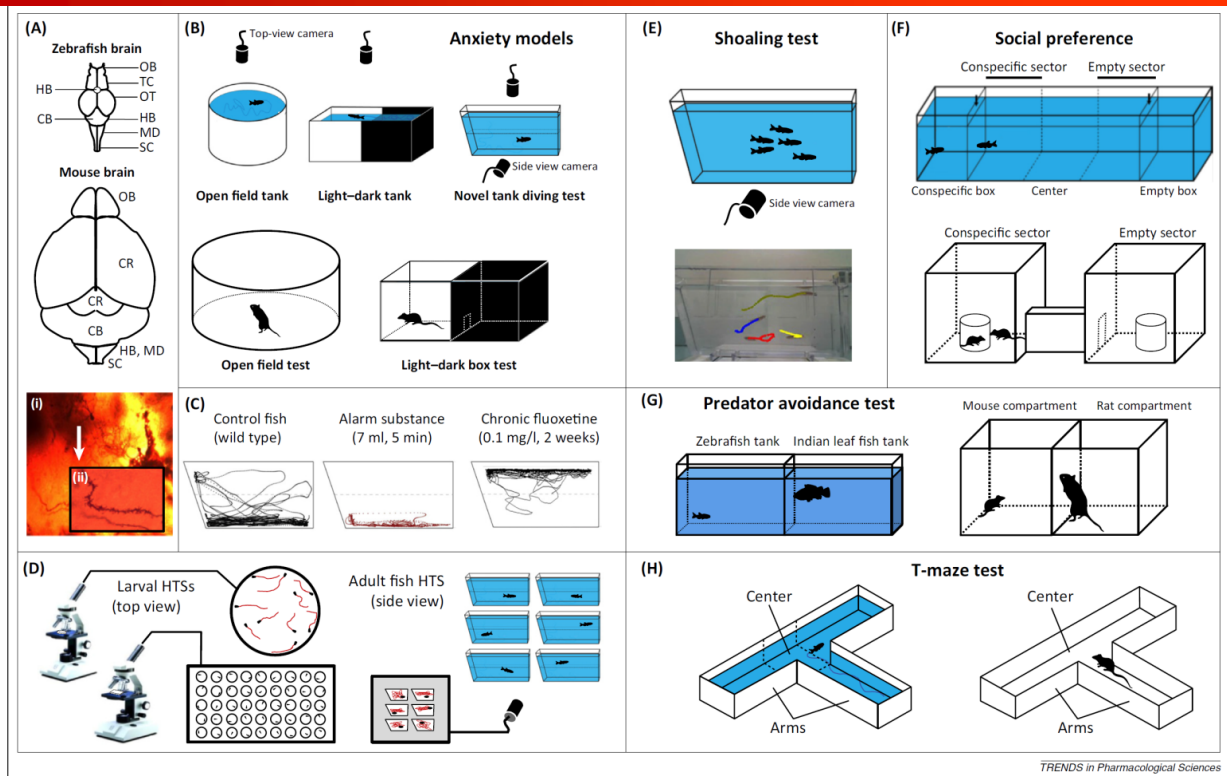 (A)
Zebrafish brain
OB
TC
HB
OT
CB
HB
MD
SC
Mouse brain
OB
CR
CR
CB
HB, MD
SC
(i)
(ii)
(B)
Top-view camera
Anxiety models
Side view camera
Open field tank
Light–dark tank
Novel tank diving test
Open field test
Light–dark box test
(C)
Control fish
(wild type)
Alarm substance
(7 ml, 5 min)
Chronic fluoxetine
(0.1 mg/l, 2 weeks)
(D)
Larval HTSs
(top view)
Adult fish HTS
(side view)
(E)
Shoaling test
Side view camera
(F)
Social preference
Conspecific sector
Empty sector
Conspecific box
Center
Empty box
Conspecific sector
Empty sector
(G)
Predator avoidance test
Zebrafish tank
Indian leaf fish tank
Mouse compartment
Rat compartment
(H)
T-maze test
Center
Arms
Center
Arms
TRENDS in Pharmacological Sciences